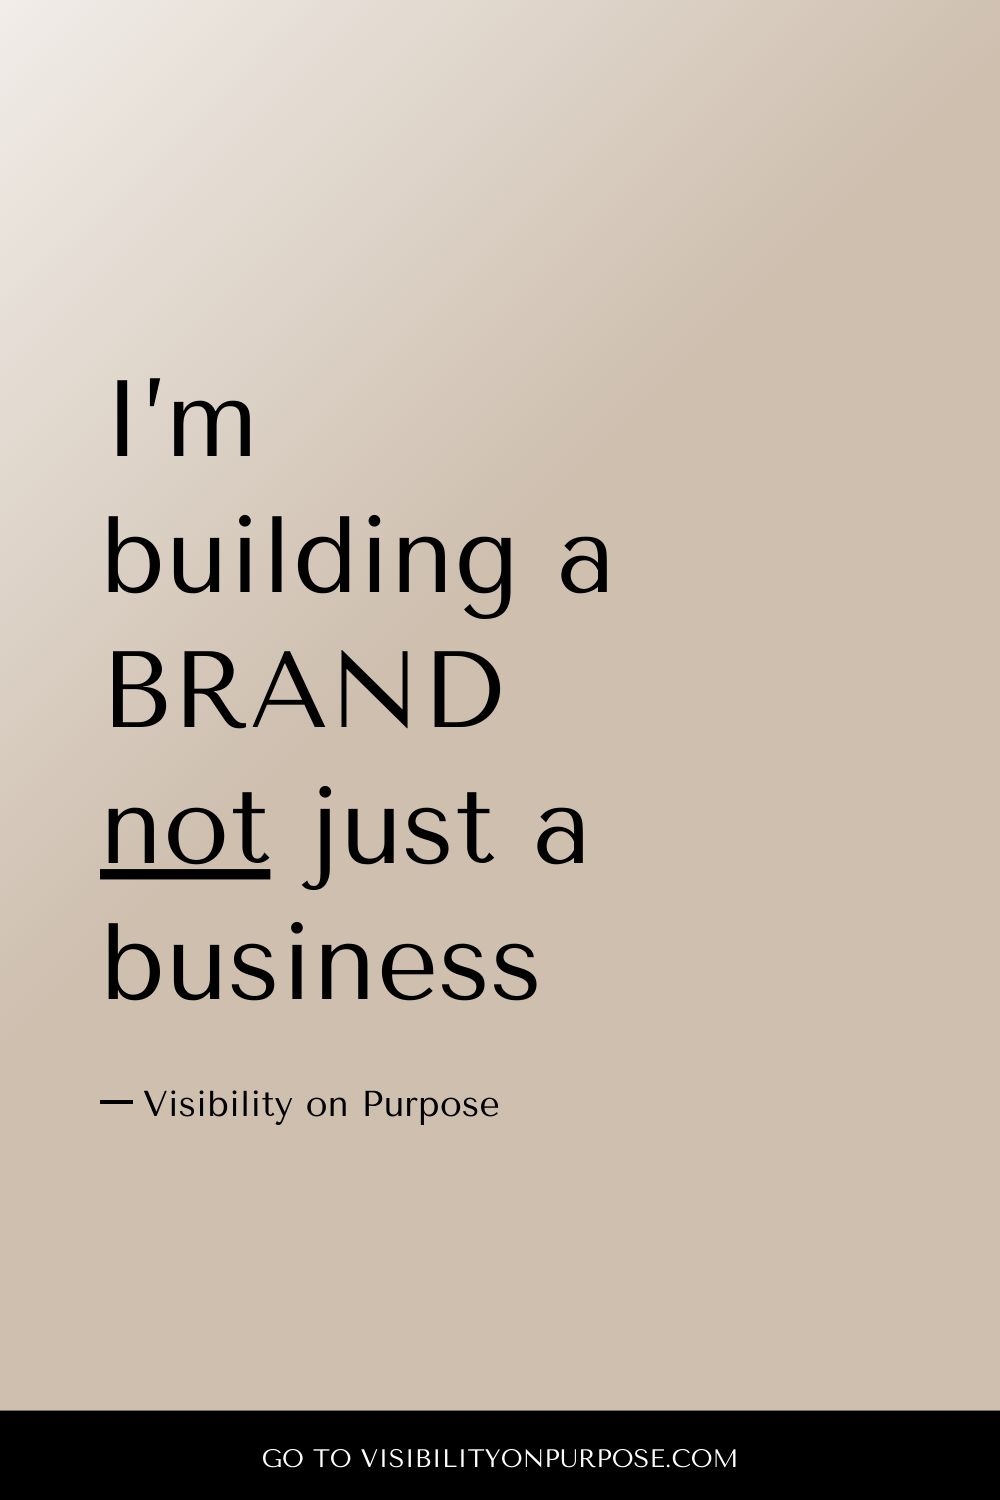 I'm
building a
BRAND
not just a
business
— Visibility on Purpose
GO TO VISIBILITYONPURPOSE.COM